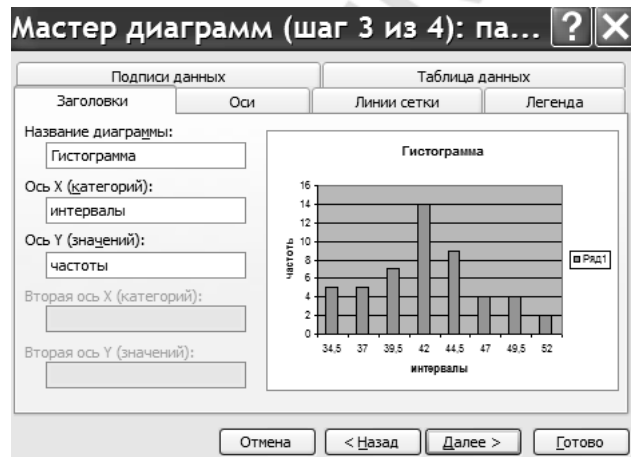 Мастер диаграмм (шаг 3 из 4): па...
Подписи данных
Таблица данных
Заголовки
Оси
Линии сетки
Легенда
Название диаграммы:
Гистограмма
Ось X (категорий):
интервалы
Ось Y (значений):
частоты
Вторая ось X (категорий):
Вторая ось Y (значений):
Гистограмма
частоть
16
14
12
10
8
6
4
2
0
34,5 37 39,5 42 44,5 47 49,5 52
интервалы
Ряд1
Отмена
< Назад
Далее >
Готово